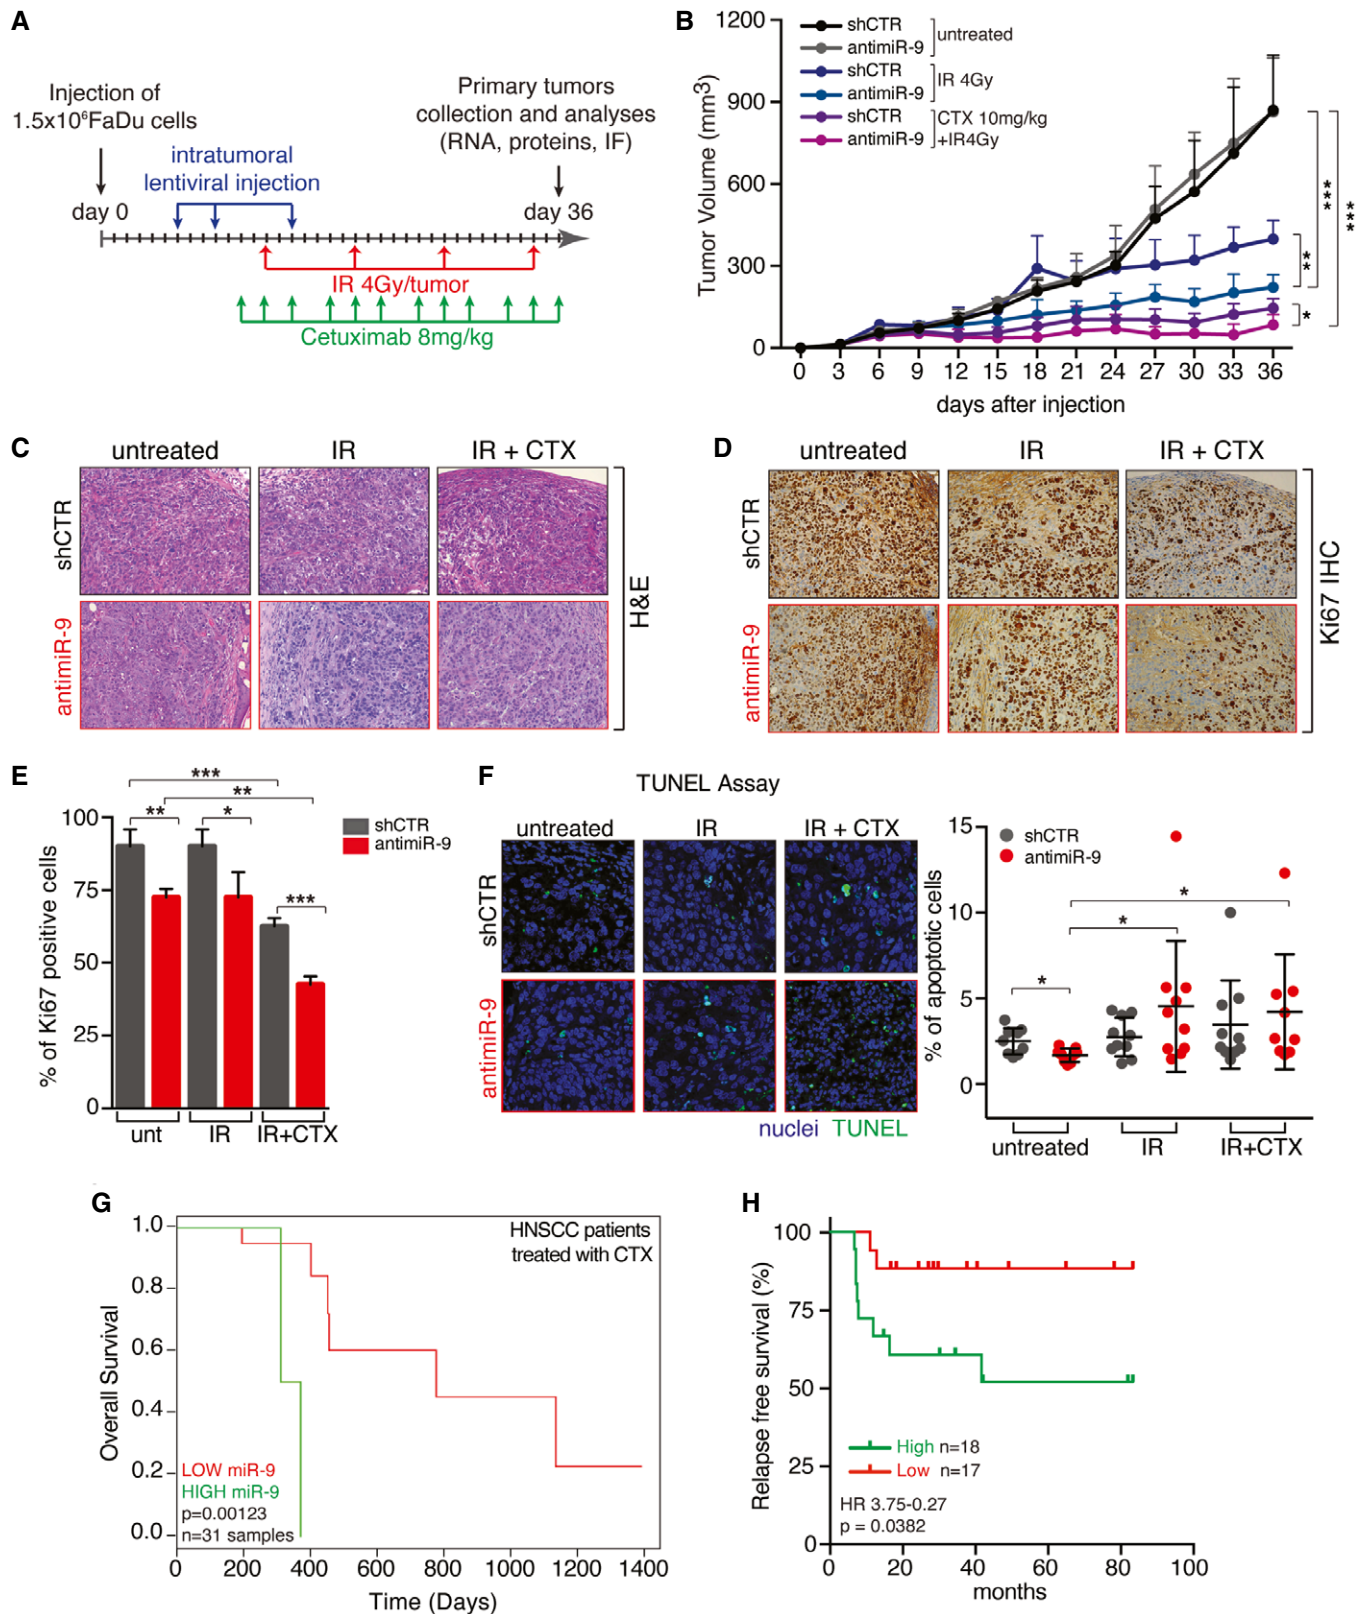 A
Injection of
1.5x10⁶FaDu cells
intratumoral
lentiviral injection
Primary tumors
collection and analyses
(RNA, proteins, IF)
day 0
day 36
IR 4Gy/tumor
Cetuximab 8mg/kg
B
Tumor Volume (mm³)
1200
900
600
300
0
shCTR
antimiR-9
untreated
shCTR
antimiR-9
IR 4Gy
shCTR
antimiR-9
CTX 10mg/kg
+IR4Gy
***
***
**
*
0 3 6 9 12 15 18 21 24 27 30 33 36
days after injection
C
untreated IR IR + CTX
shCTR
antimiR-9
H&E
D
untreated IR IR + CTX
shCTR
antimiR-9
Ki67 IHC
E
% of Ki67 positive cells
100
75
50
25
0
***
**
** *
***
shCTR
antimiR-9
unt IR IR+CTX
F
TUNEL Assay
untreated IR IR + CTX
shCTR
antimiR-9
nuclei TUNEL
% of apoptotic cells
15
10
5
0
shCTR
antimiR-9
*
*
*
untreated IR IR+CTX
G
Overall Survival
1.0
0.8
0.6
0.4
0.2
0.0
HNSCC patients
treated with CTX
LOW miR-9
HIGH miR-9
p=0.00123
n=31 samples
0 200 400 600 800 1000 1200 1400
Time (Days)
H
Relapse free survival (%)
100
75
50
25
0
High n=18
Low n=17
HR 3.75-0.27
p = 0.0382
0 20 40 60 80 100
months